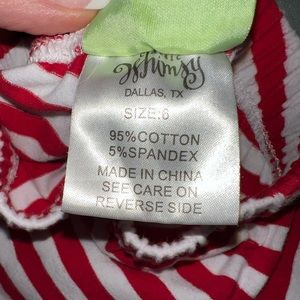 Whimsy
DALLAS, TX
SIZE:6
95%COTTON
5%SPANDEX
MADE IN CHINA
SEE CARE ON
REVERSE SIDE